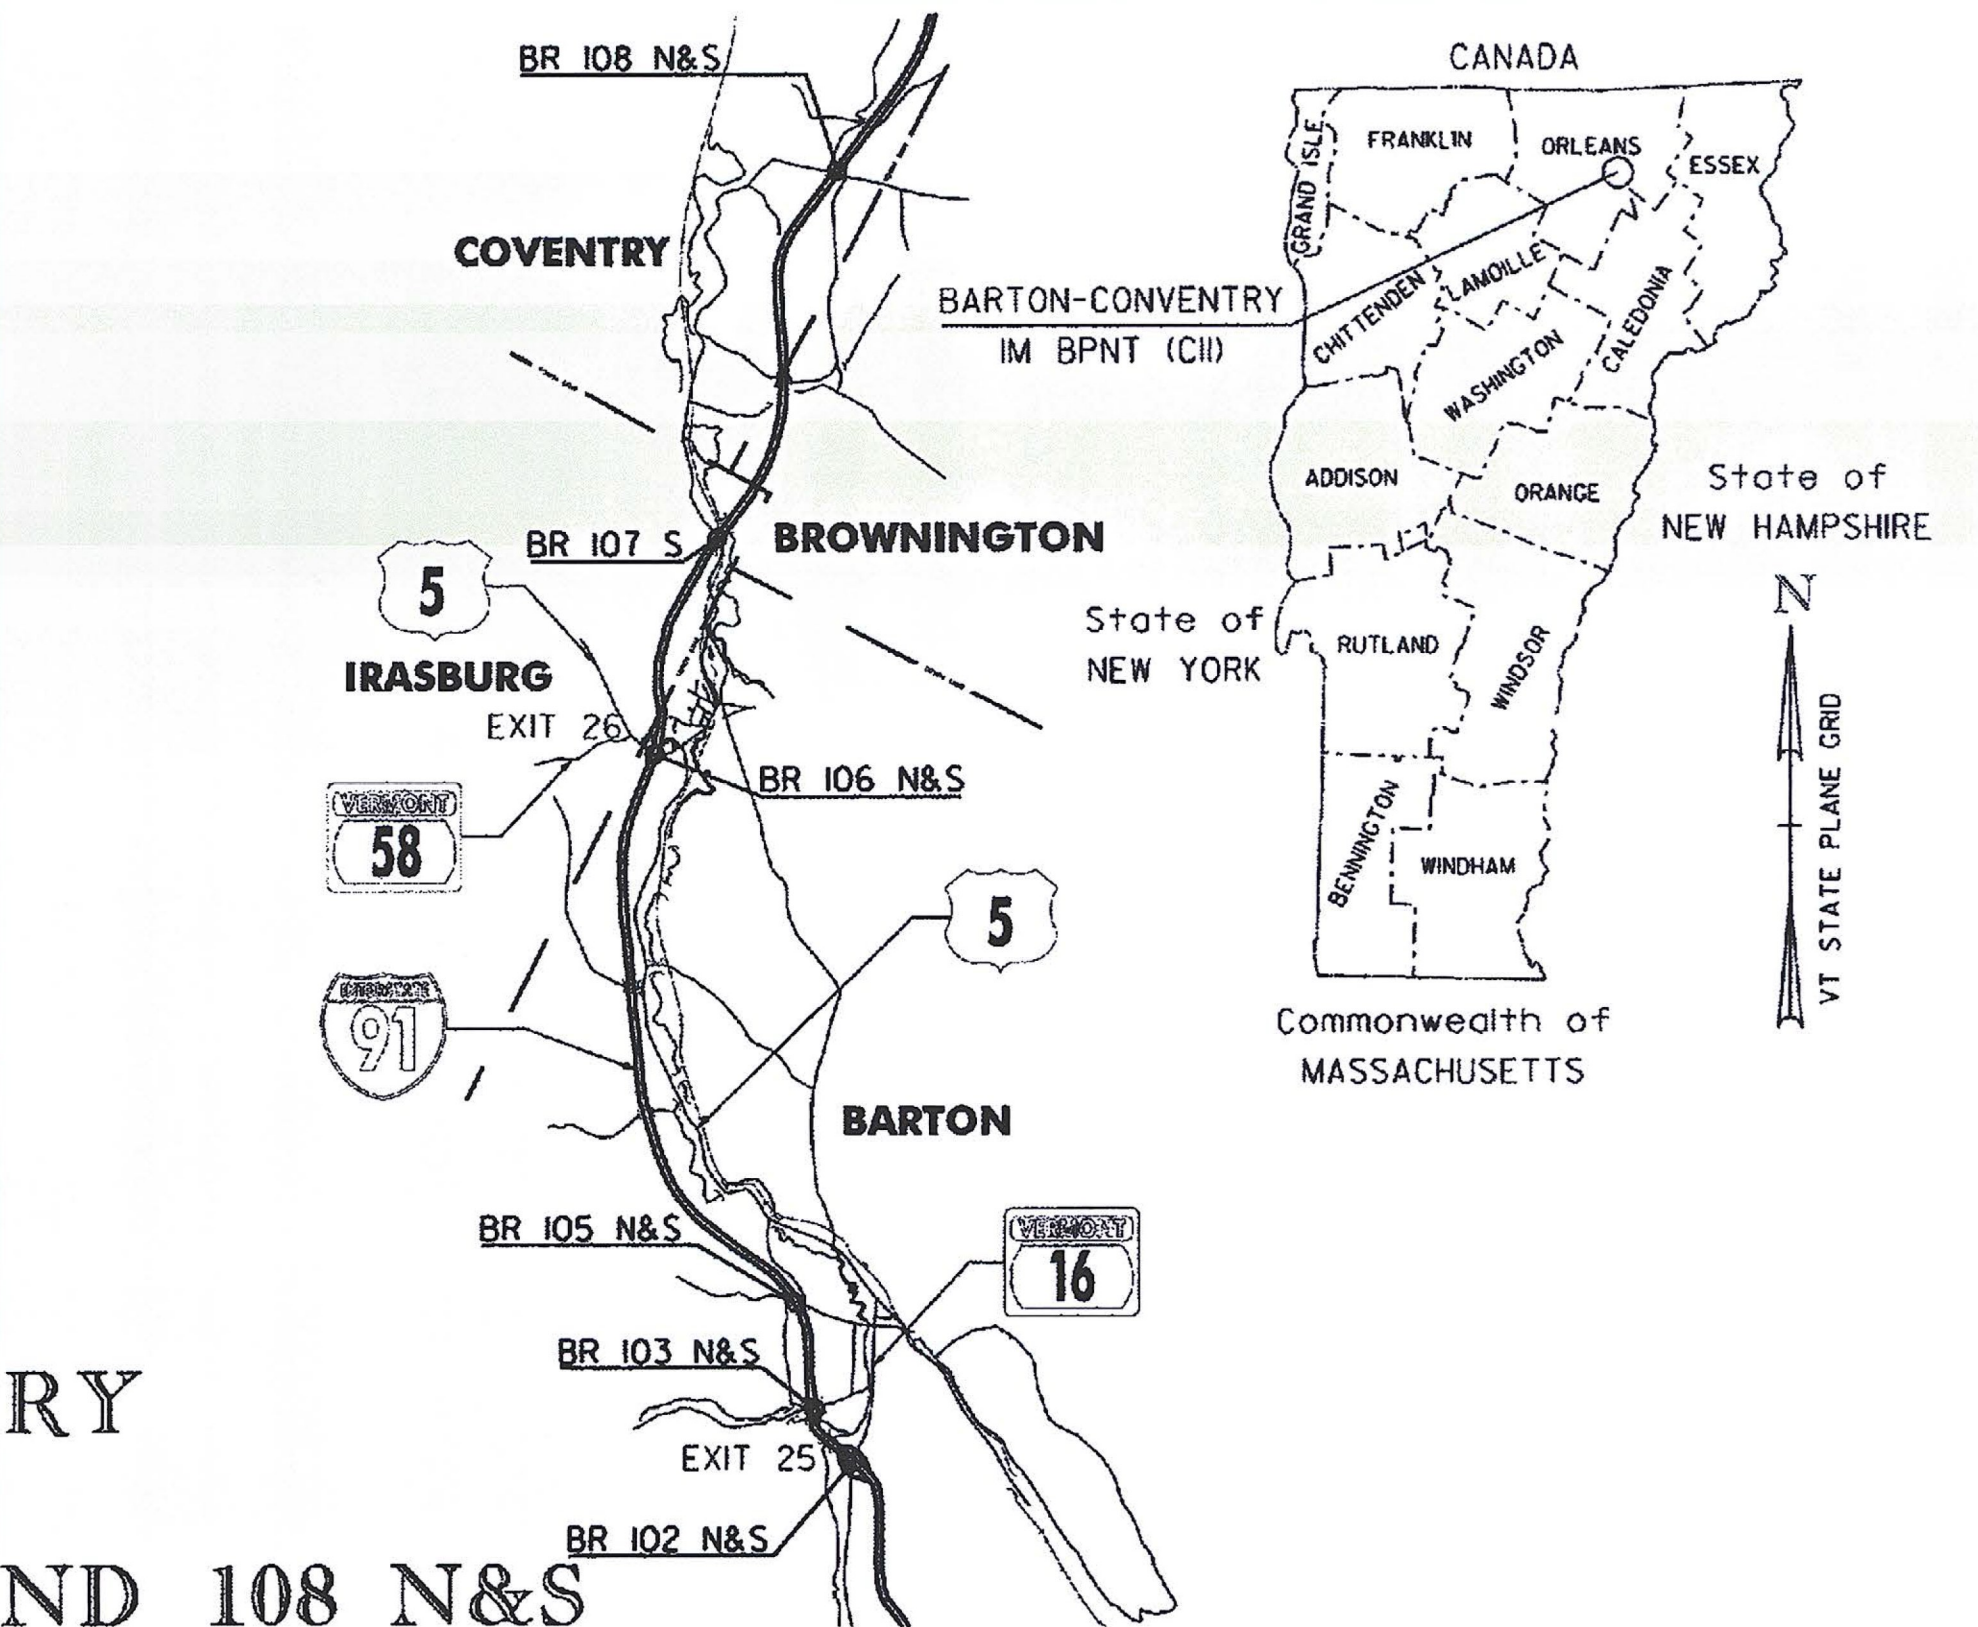 BR 108 N&S
COVENTRY
BR 107 S
BROWNINGTON
5
IRASBURG
EXIT 26
BR 106 N&S
VERMONT
58
5
INTERSTATE
91
BARTON
BR 105 N&S
VERMONT
16
BR 103 N&S
EXIT 25
BR 102 N&S
RY
ND 108 N&S
CANADA
GRAND ISLE
FRANKLIN
ORLEANS
ESSEX
BARTON-CONVENTRY
IM BPNT (C11)
CHITTENDEN
LAMOILLE
CALEDONIA
WASHINGTON
ADDISON
ORANGE
State of
NEW HAMPSHIRE
State of
NEW YORK
RUTLAND
WINDSOR
BENNINGTON
WINDHAM
Commonwealth of
MASSACHUSETTS
N
VT STATE PLANE GRID